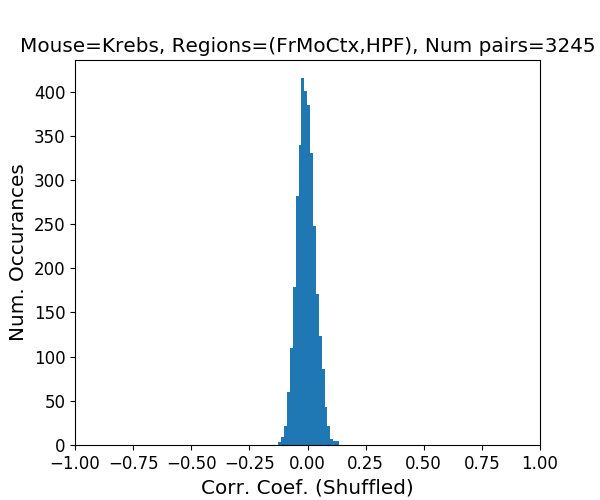 Mouse=Krebs, Regions=(FrMoCtx,HPF), Num pairs=3245
Num. Occurances
400
350
300
250
200
150
100
50
0
−1.00 −0.75 −0.50 −0.25 0.00 0.25 0.50 0.75 1.00
Corr. Coef. (Shuffled)